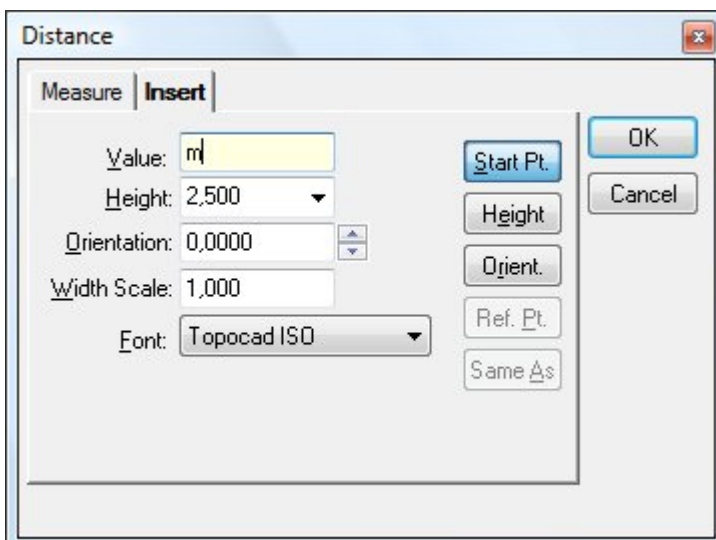 Distance
Measure
Insert
Value: m
Height: 2,500
Orientation: 0,0000
Width Scale: 1,000
Font: Topocad ISO
Start Pt.
Height
Orient.
Ref. Pt.
Same As
OK
Cancel